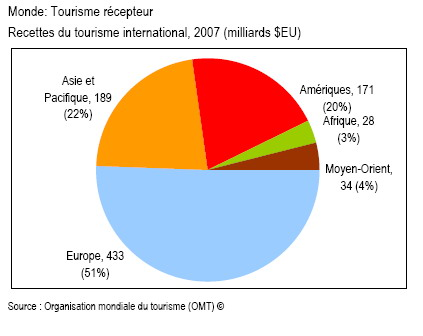 Monde: Tourisme récepteur
Recettes du tourisme international, 2007 (milliards $EU)
Asie et
Pacifique, 189
(22%)
Amériques, 171
(20%)
Afrique, 28
(3%)
Moyen-Orient,
34 (4%)
Europe, 433
(51%)
Source : Organisation mondiale du tourisme (OMT) ©